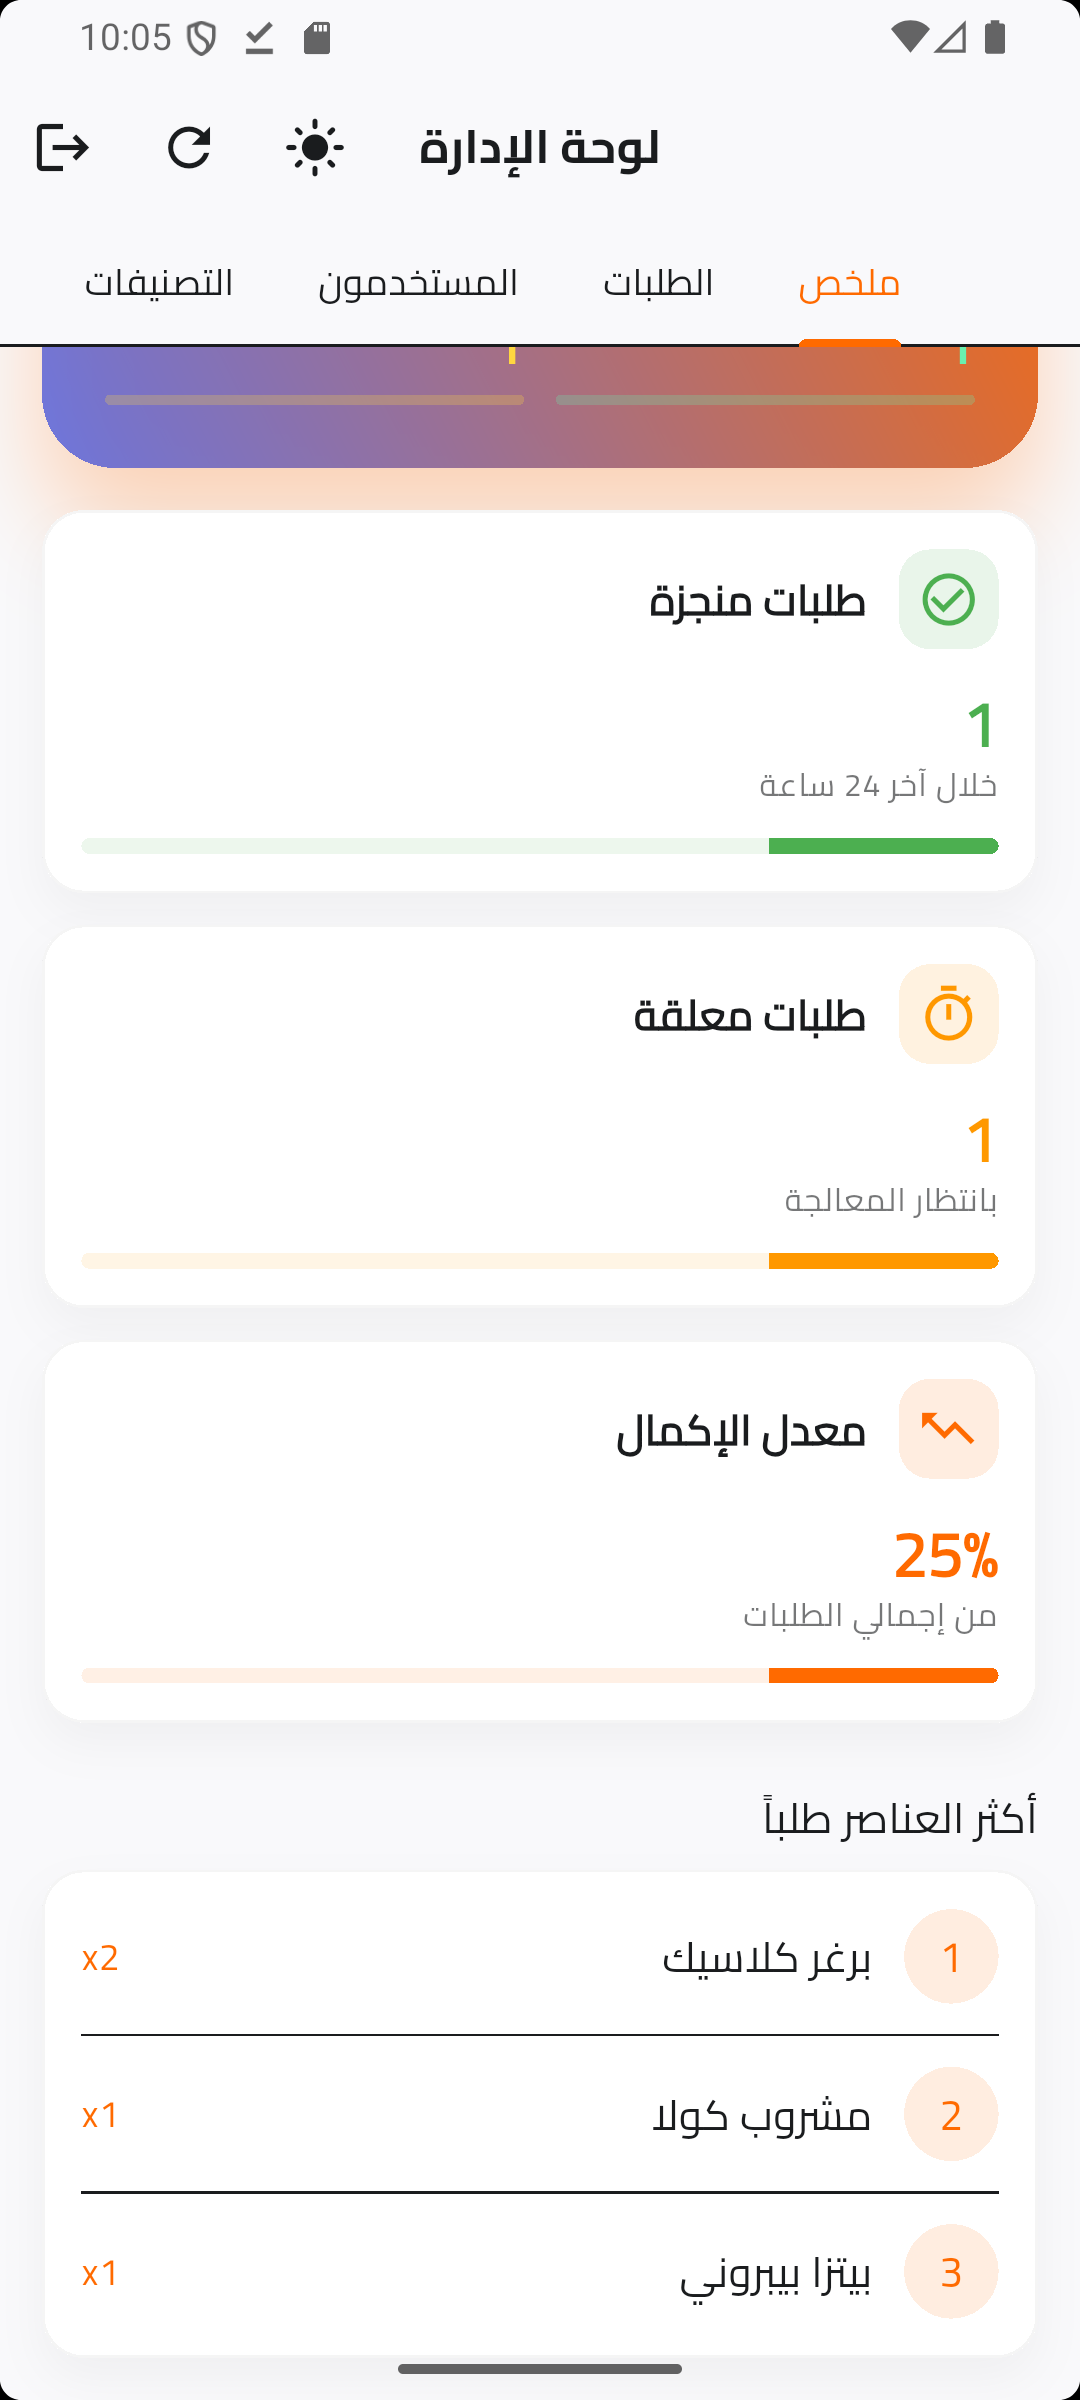 10:05
لوحة الإدارة
ملخص
الطلبات
المستخدمون
التصنيفات
طلبات منجزة
1
خلال آخر 24 ساعة
طلبات معلقة
1
بانتظار المعالجة
معدل الإكمال
25%
من إجمالي الطلبات
أكثر العناصر طلباً
1 برغر كلاسيك x2
2 مشروب كولا x1
3 بيتزا بيبروني x1